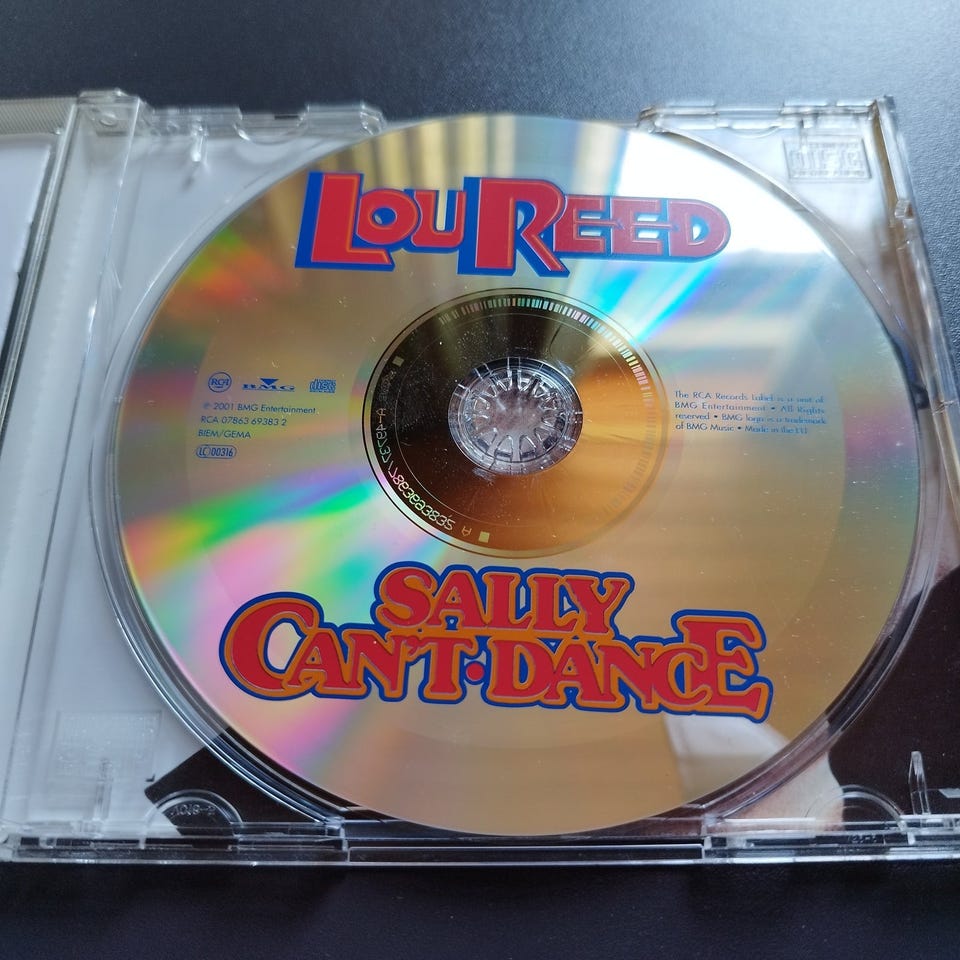 LOU REED
RCA BMG
℗ 2001 BMG Entertainment
RCA 07863 69383 2
BIEM/GEMA
LC 00316
The RCA Records Label is a unit of
BMG Entertainment • All Rights
reserved • BMG logo is a trademark
of BMG Music • Made in the EU
SALLY
CAN'T•DANCE